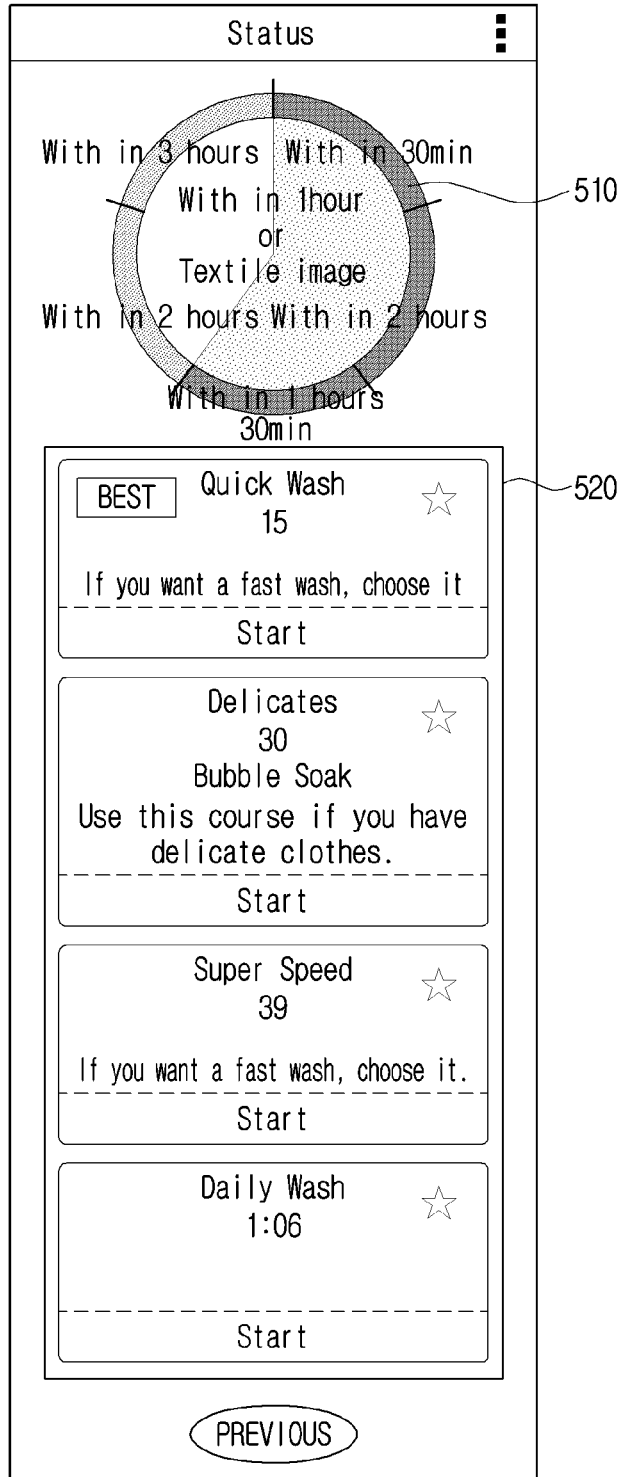 Status
With in 3 hours
With in 30min
510
With in 1hour
or
Textile image
With in 2 hours
With in 2 hours
With in 1 hours
30min
520
BEST
Quick Wash
15
If you want a fast wash, choose it
Start
Delicates
30
Bubble Soak
Use this course if you have
delicate clothes.
Start
Super Speed
39
If you want a fast wash, choose it.
Start
Daily Wash
1:06
Start
PREVIOUS